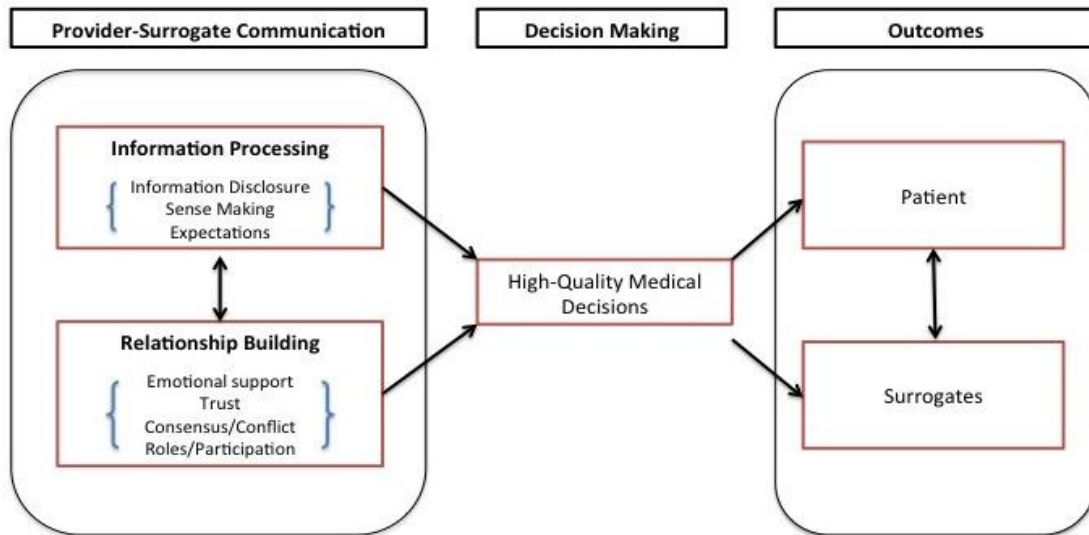 Provider-Surrogate Communication
Decision Making
Outcomes
Information Processing
Information Disclosure
Sense Making
Expectations
Relationship Building
Emotional support
Trust
Consensus/Conflict
Roles/Participation
High-Quality Medical
Decisions
Patient
Surrogates